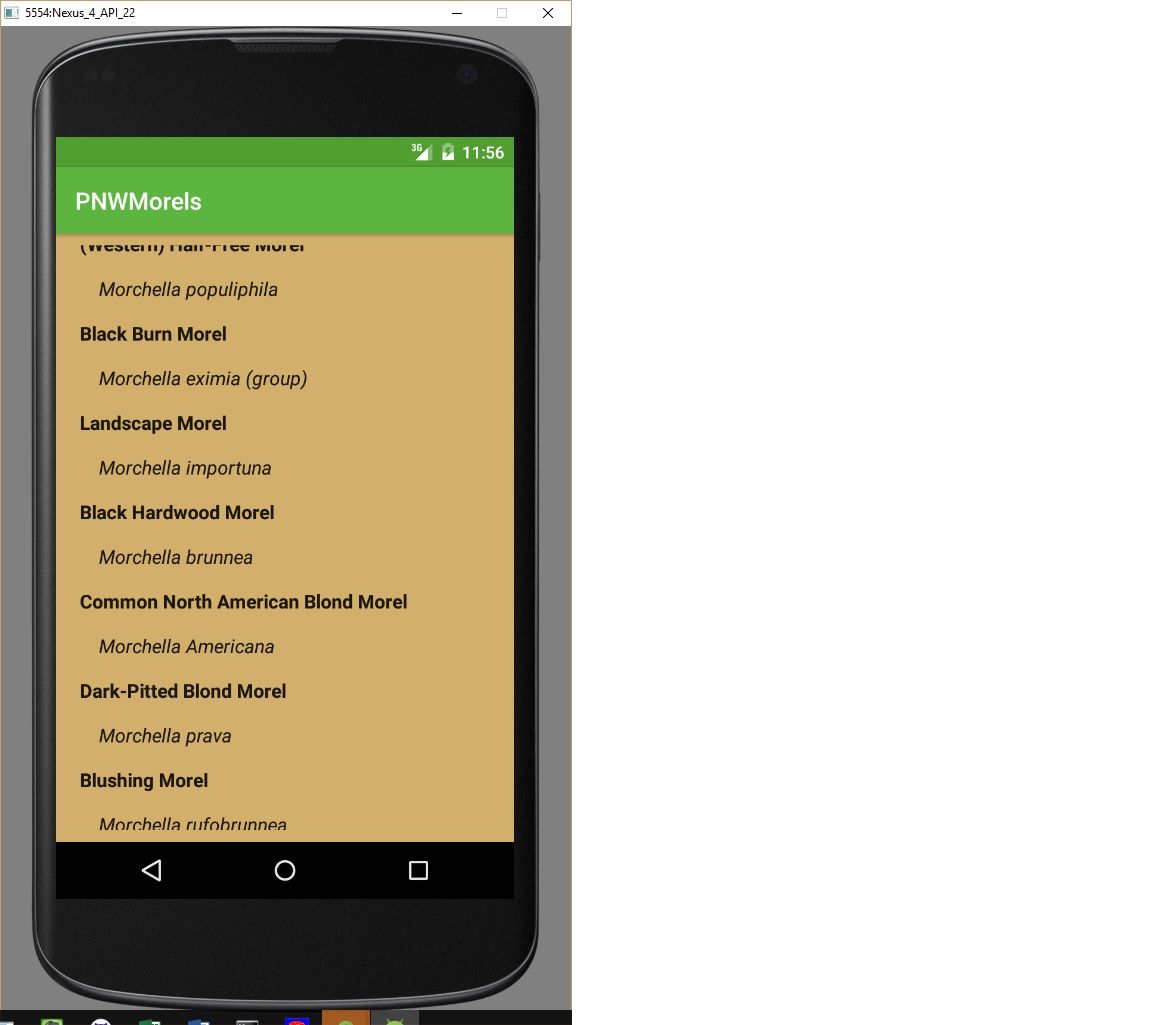 5554:Nexus_4_API_22
3G 11:56
PNWMorels
(Western) Half-Free Morel
Morchella populiphila
Black Burn Morel
Morchella eximia (group)
Landscape Morel
Morchella importuna
Black Hardwood Morel
Morchella brunnea
Common North American Blond Morel
Morchella Americana
Dark-Pitted Blond Morel
Morchella prava
Blushing Morel
Morchella rufobrunnea